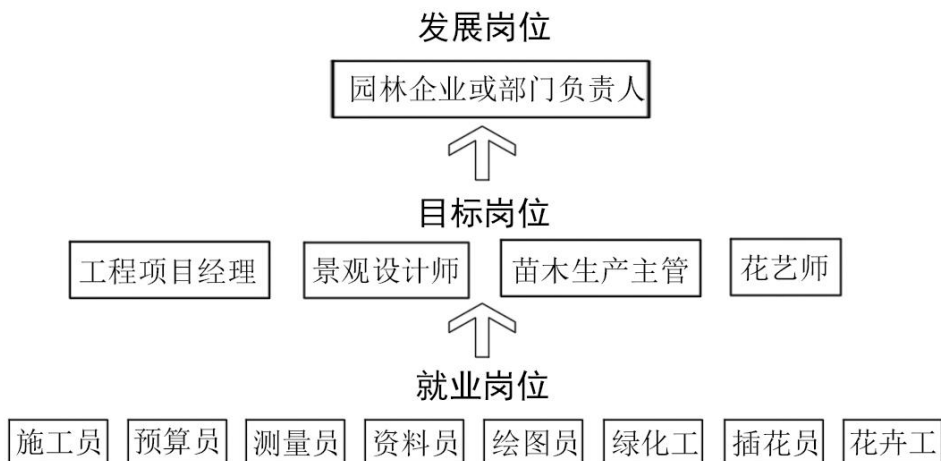 发展岗位
园林企业或部门负责人
目标岗位
工程项目经理 景观设计师 苗木生产主管 花艺师
就业岗位
施工员 预算员 测量员 资料员 绘图员 绿化工 插花员 花卉工